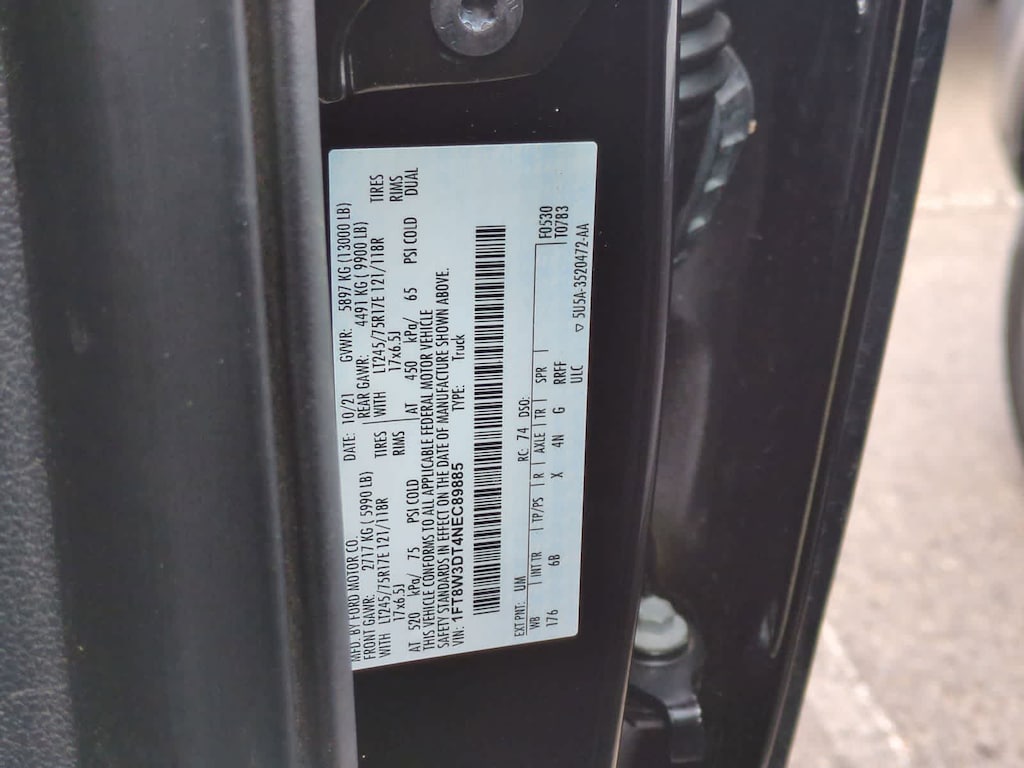 MFD. BY FORD MOTOR CO. DATE: 10/21 GVWR: 5897 KG (13000 LB)
FRONT GAWR: 2717 KG ( 5990 LB) REAR GAWR: 4491 KG ( 9900 LB)
WITH LT245/75R17E 121/118R TIRES WITH LT245/75R17E 121/118R TIRES
17x6.5J RIMS 17x6.5J RIMS
AT 520 kPa/ 75 PSI COLD AT 450 kPa/ 65 PSI COLD DUAL
THIS VEHICLE CONFORMS TO ALL APPLICABLE FEDERAL MOTOR VEHICLE
SAFETY STANDARDS IN EFFECT ON THE DATE OF MANUFACTURE SHOWN ABOVE.
VIN: 1FT8W3DT4NEC89885 TYPE: Truck
EXT PNT: UM RC: 74 DSO: F0530
WB INT TR TP/PS R AXLE TR SPR T0783
176 6B X 4N G RRFF
ULC ▽ 5U5A-3520472-AA